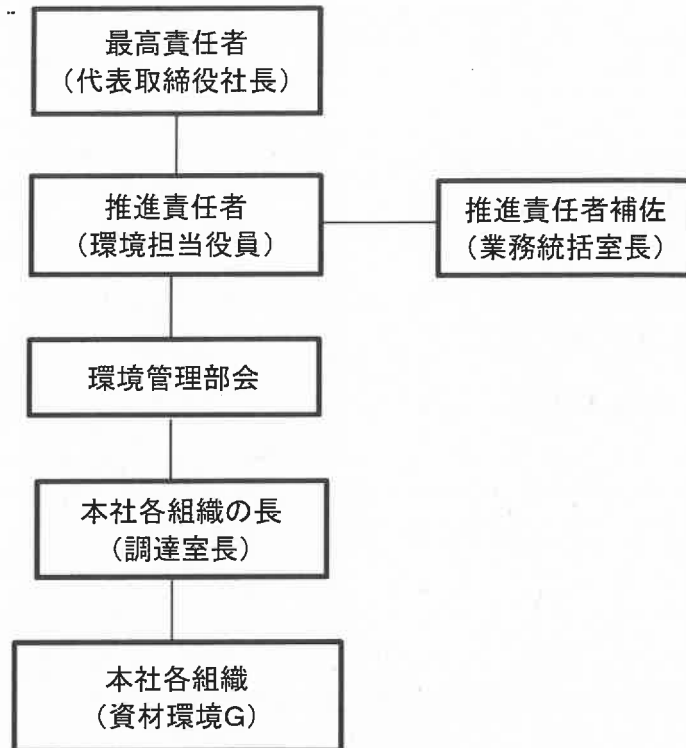 最高責任者
（代表取締役社長）
推進責任者
（環境担当役員）
推進責任者補佐
（業務統括室長）
環境管理部会
本社各組織の長
（調達室長）
本社各組織
（資材環境G）